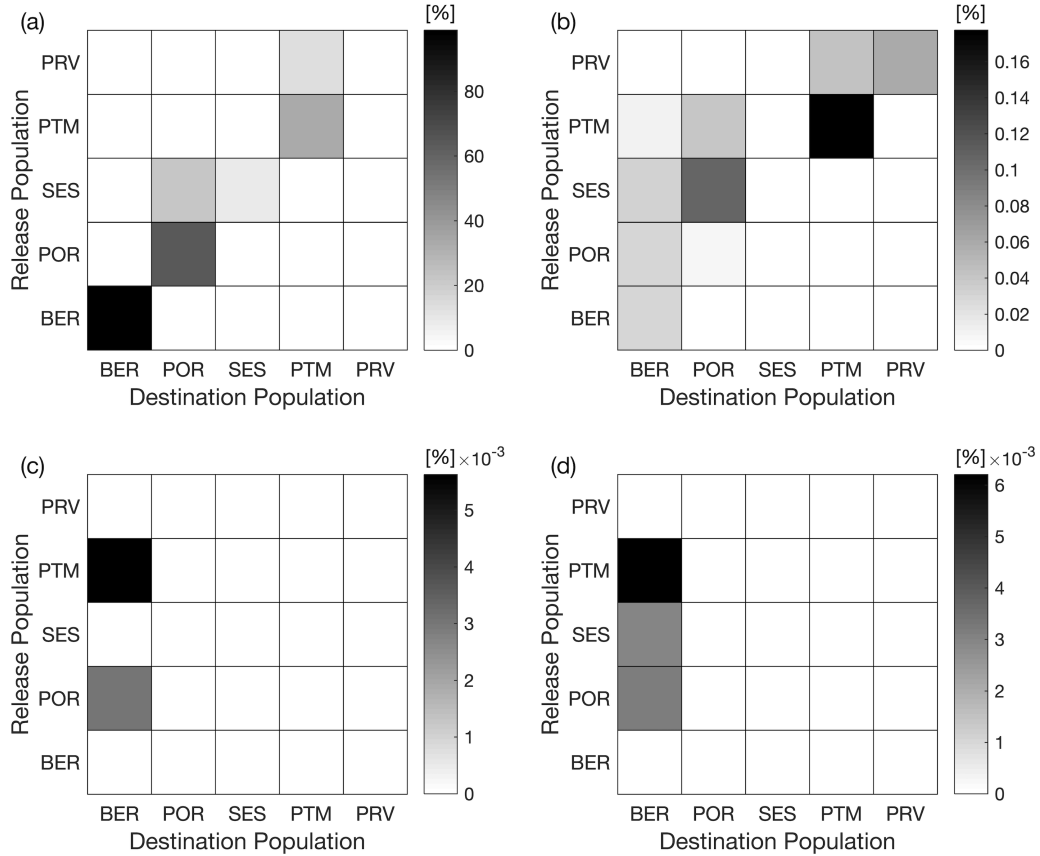 (a)
[%]
PRV
PTM
SES
POR
BER
Release Population
BER POR SES PTM PRV
Destination Population
80
60
40
20
0
(b)
[%]
PRV
PTM
SES
POR
BER
Release Population
BER POR SES PTM PRV
Destination Population
0.16
0.14
0.12
0.1
0.08
0.06
0.04
0.02
0
(c)
[%] ×10⁻³
PRV
PTM
SES
POR
BER
Release Population
BER POR SES PTM PRV
Destination Population
5
4
3
2
1
0
(d)
[%] ×10⁻³
PRV
PTM
SES
POR
BER
Release Population
BER POR SES PTM PRV
Destination Population
6
5
4
3
2
1
0